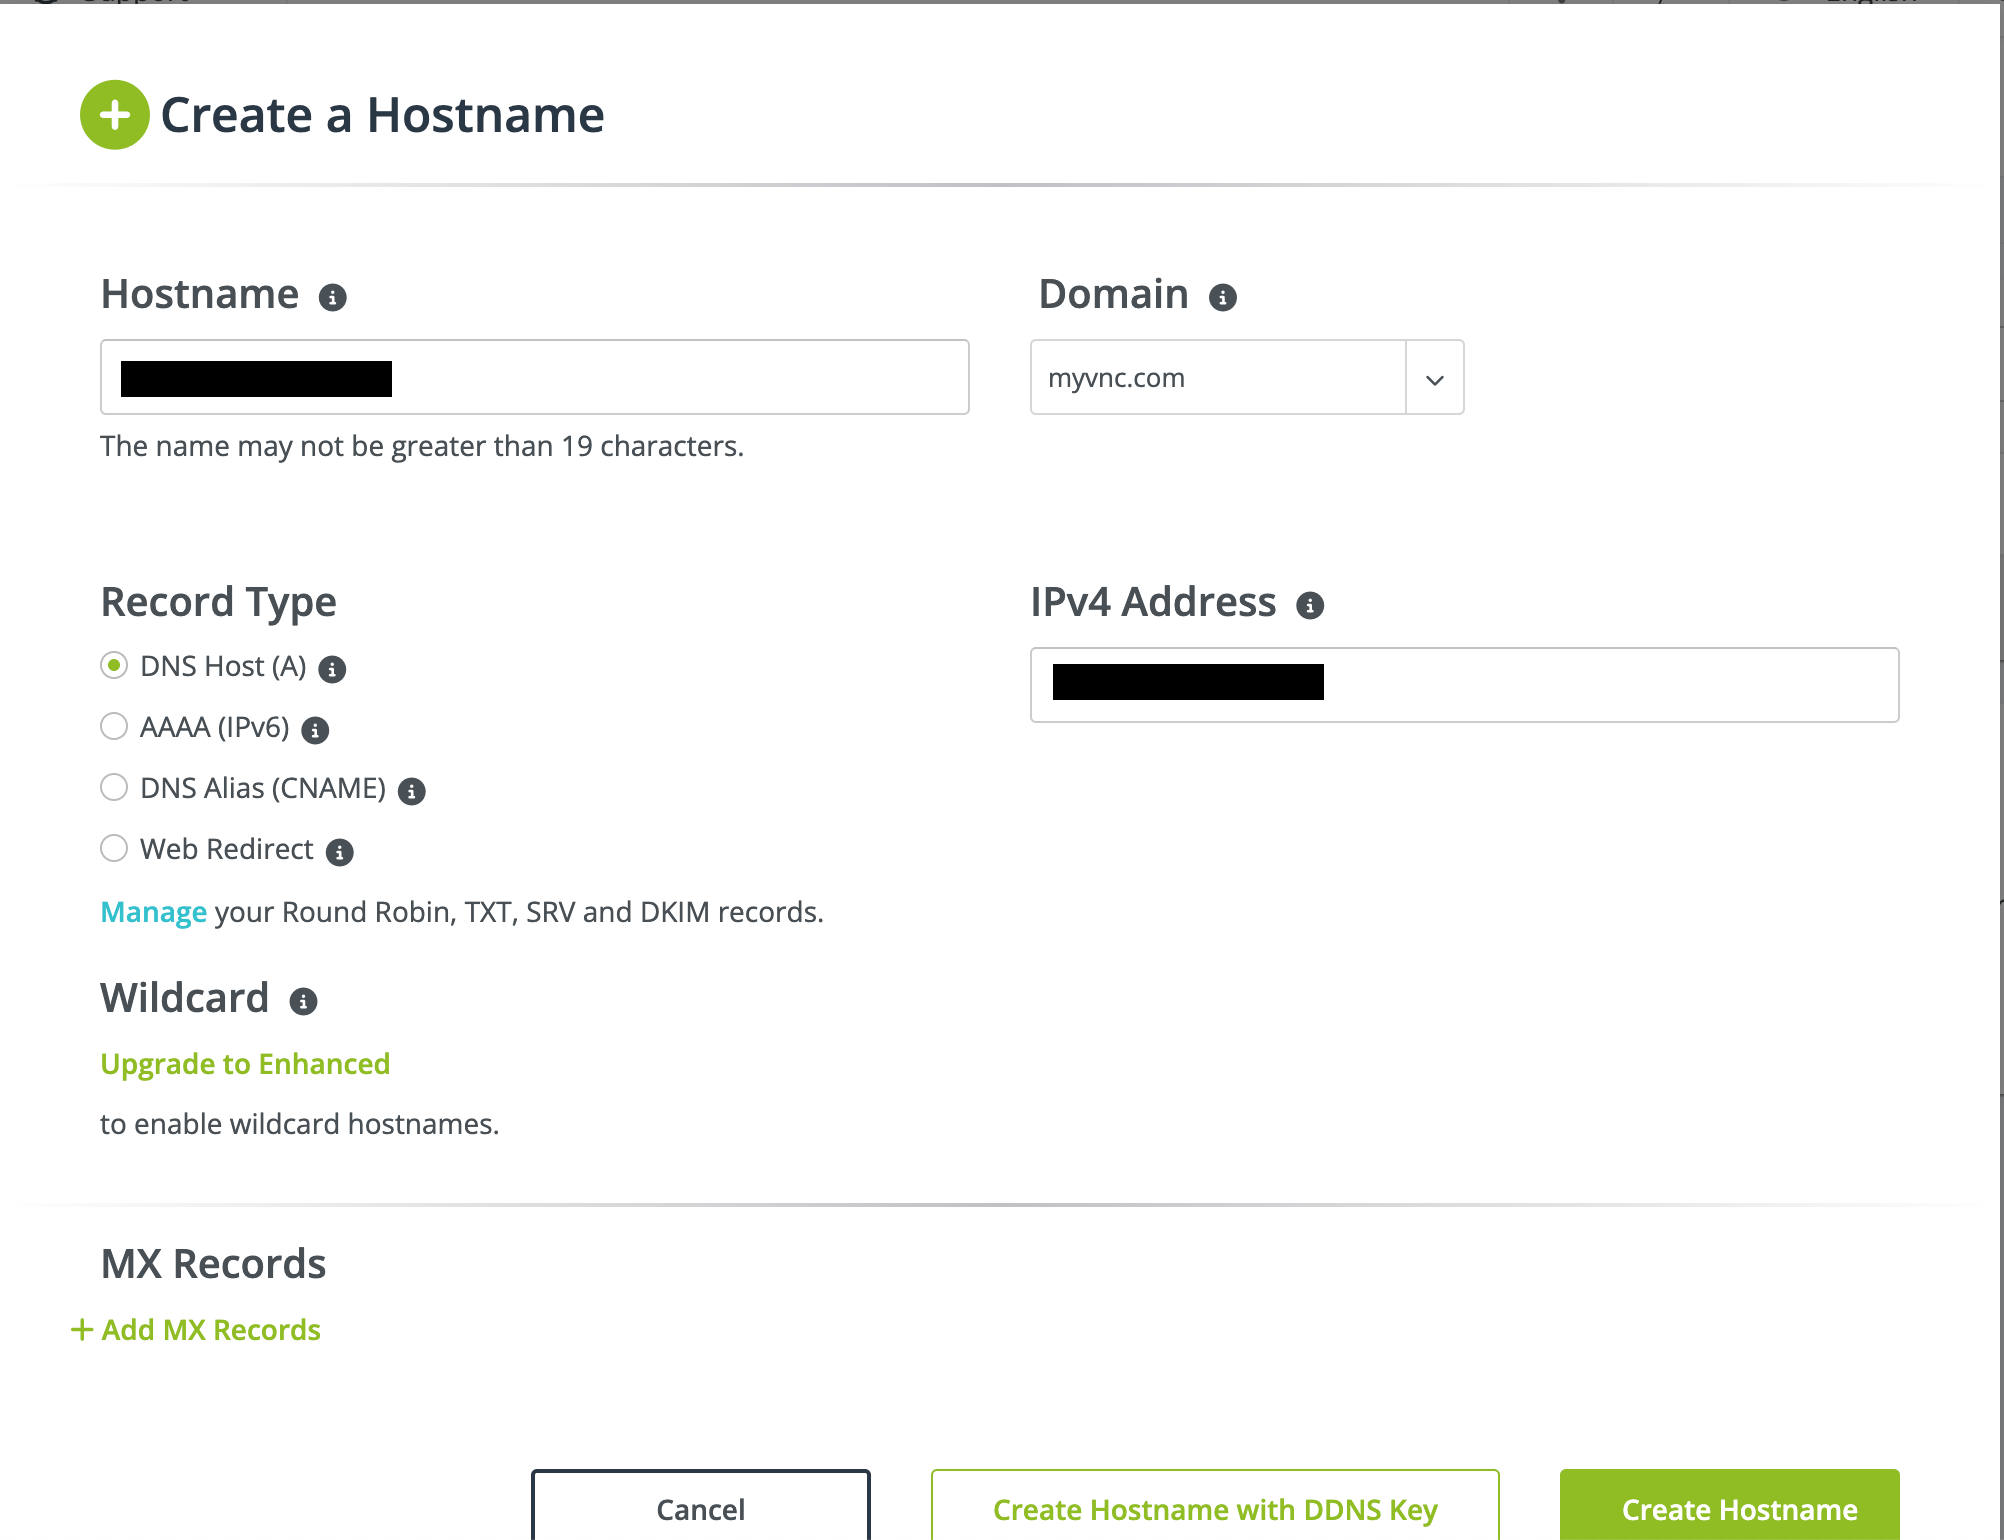 Create a Hostname
Hostname
Domain
myvnc.com
The name may not be greater than 19 characters.
Record Type
IPv4 Address
DNS Host (A)
AAAA (IPv6)
DNS Alias (CNAME)
Web Redirect
Manage your Round Robin, TXT, SRV and DKIM records.
Wildcard
Upgrade to Enhanced
to enable wildcard hostnames.
MX Records
+ Add MX Records
Cancel
Create Hostname with DDNS Key
Create Hostname